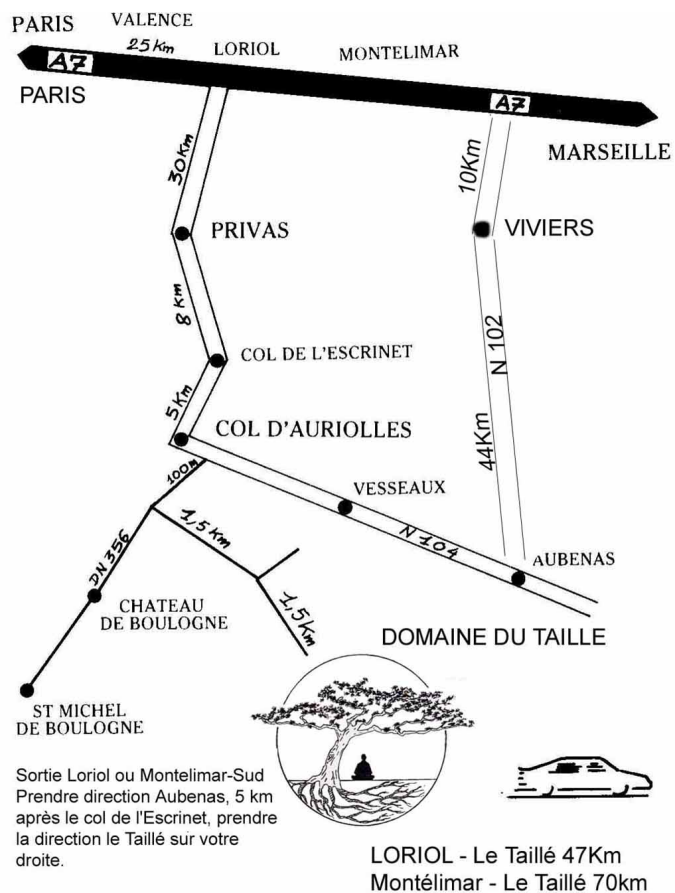 PARIS
VALENCE
25 Km
LORIOL
MONTELIMAR
A7
PARIS
A7
MARSEILLE
30Km
10Km
PRIVAS
VIVIERS
8 Km
N 102
COL DE L'ESCRINET
5 Km
COL D'AURIOLLES
44Km
100m
VESSEAUX
1,5 Km
N 104
DN 356
AUBENAS
CHATEAU
DE BOULOGNE
1,5 Km
DOMAINE DU TAILLE
ST MICHEL
DE BOULOGNE
Sortie Loriol ou Montelimar-Sud
Prendre direction Aubenas, 5 km
après le col de l'Escrinet, prendre
la direction le Taillé sur votre
droite.
LORIOL - Le Taillé 47Km
Montélimar - Le Taillé 70km